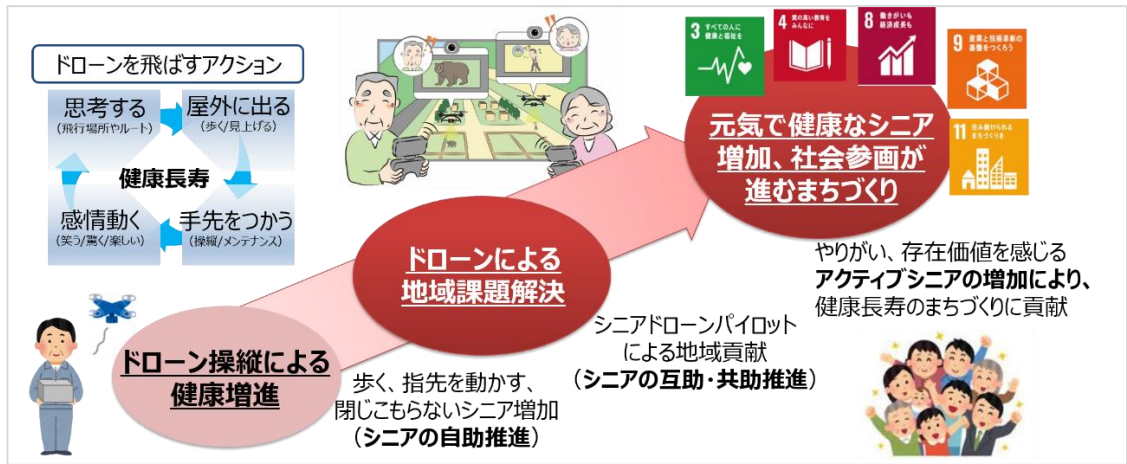 ドローンを飛ばすアクション
思考する
(飛行場所やルート)
屋外に出る
(歩く/見上げる)
健康長寿
感情動く
(笑う/驚く/楽しい)
手先をつかう
(操縦/メンテナンス)
ドローン操縦による
健康増進
歩く、指先を動かす、
閉じこもらないシニア増加
（シニアの自助推進）
ドローンによる
地域課題解決
シニアドローンパイロット
による地域貢献
（シニアの互助・共助推進）
3 すべての人に
健康と福祉を
4 質の高い教育を
みんなに
8 働きがいも
経済成長も
9 産業と技術革新の
基盤をつくろう
11 住み続けられる
まちづくりを
元気で健康なシニア
増加、社会参画が
進むまちづくり
やりがい、存在価値を感じる
アクティブシニアの増加により、
健康長寿のまちづくりに貢献